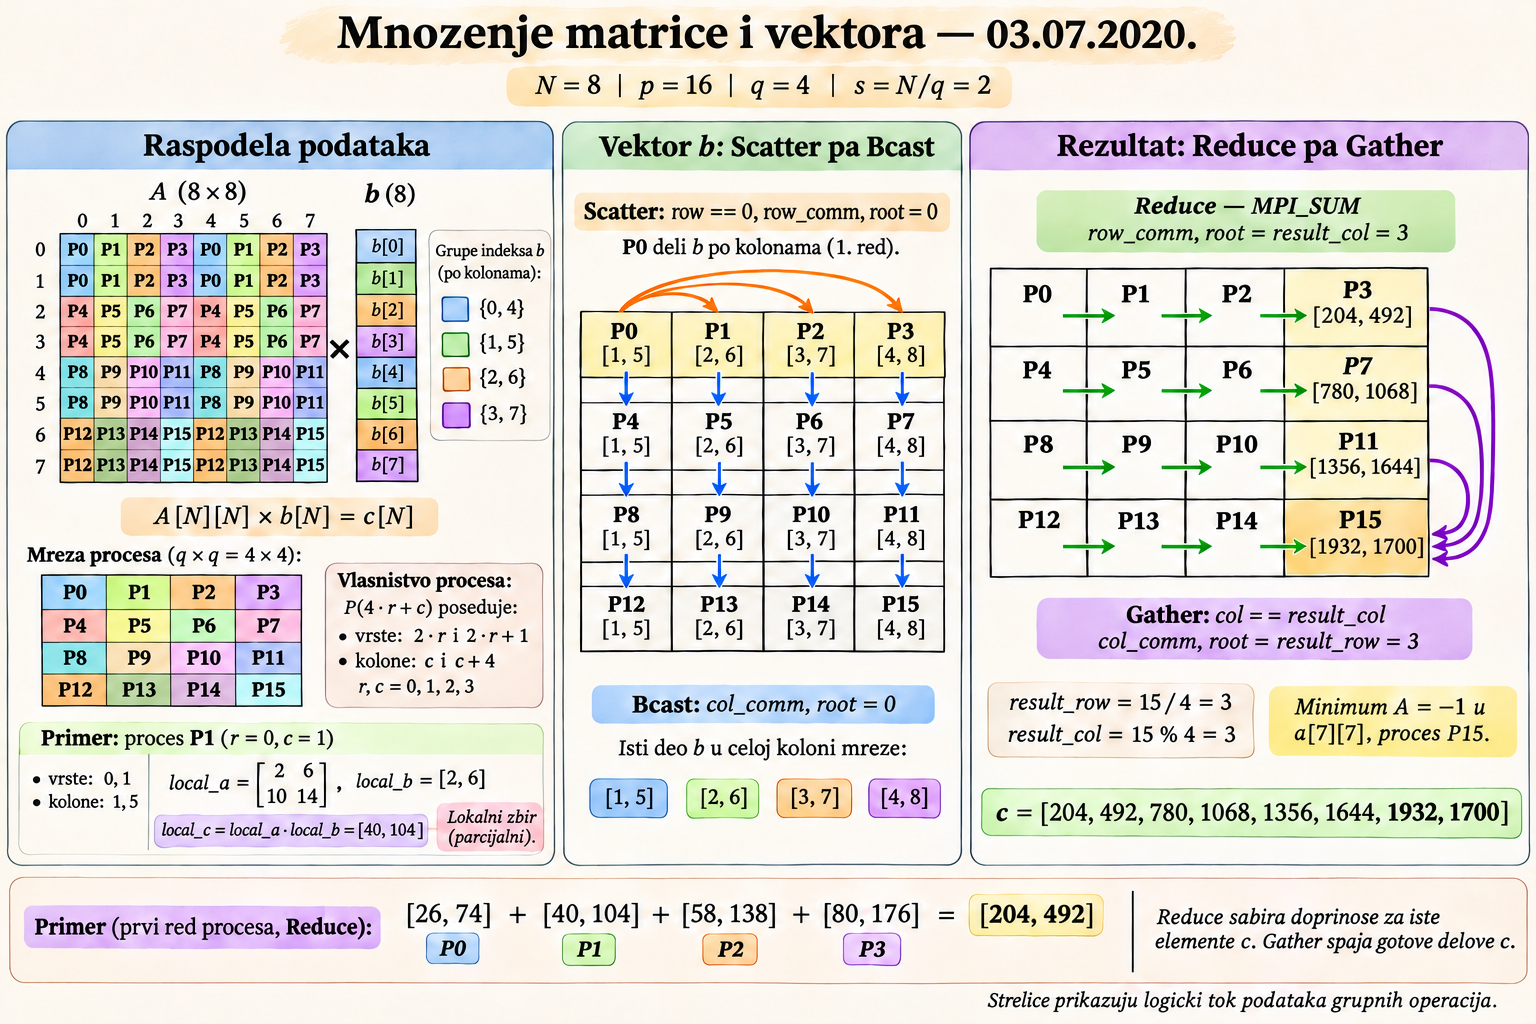 Mnozenje matrice i vektora — 03.07.2020.
N = 8 | p = 16 | q = 4 | s = N/q = 2
Raspodela podataka
A (8 × 8) b (8)
0 1 2 3 4 5 6 7
0 P0 P1 P2 P3 P0 P1 P2 P3 b[0]
1 P0 P1 P2 P3 P0 P1 P2 P3 b[1]
2 P4 P5 P6 P7 P4 P5 P6 P7 b[2]
3 P4 P5 P6 P7 P4 P5 P6 P7 × b[3]
4 P8 P9 P10 P11 P8 P9 P10 P11 b[4]
5 P8 P9 P10 P11 P8 P9 P10 P11 b[5]
6 P12 P13 P14 P15 P12 P13 P14 P15 b[6]
7 P12 P13 P14 P15 P12 P13 P14 P15 b[7]
Grupe indeksa b
(po kolonama):
{0, 4}
{1, 5}
{2, 6}
{3, 7}
A[N][N] × b[N] = c[N]
Mreza procesa (q × q = 4 × 4):
P0 P1 P2 P3
P4 P5 P6 P7
P8 P9 P10 P11
P12 P13 P14 P15
Vlasnistvo procesa:
P(4 · r + c) poseduje:
• vrste: 2 · r i 2 · r + 1
• kolone: c i c + 4
r, c = 0, 1, 2, 3
Primer: proces P1 (r = 0, c = 1)
• vrste: 0, 1
• kolone: 1, 5
local_a = [2 6
10 14], local_b = [2, 6]
local_c = local_a · local_b = [40, 104]
Lokalni zbir
(parcijalni).
Vektor b: Scatter pa Bcast
Scatter: row == 0, row_comm, root = 0
P0 deli b po kolonama (1. red).
P0 P1 P2 P3
[1, 5] [2, 6] [3, 7] [4, 8]
P4 P5 P6 P7
[1, 5] [2, 6] [3, 7] [4, 8]
P8 P9 P10 P11
[1, 5] [2, 6] [3, 7] [4, 8]
P12 P13 P14 P15
[1, 5] [2, 6] [3, 7] [4, 8]
Bcast: col_comm, root = 0
Isti deo b u celoj koloni mreze:
[1, 5] [2, 6] [3, 7] [4, 8]
Rezultat: Reduce pa Gather
Reduce — MPI_SUM
row_comm, root = result_col = 3
P0 P1 P2 P3
[204, 492]
P4 P5 P6 P7
[780, 1068]
P8 P9 P10 P11
[1356, 1644]
P12 P13 P14 P15
[1932, 1700]
Gather: col == result_col
col_comm, root = result_row = 3
result_row = 15 / 4 = 3
result_col = 15 % 4 = 3
Minimum A = −1 u
a[7][7], proces P15.
c = [204, 492, 780, 1068, 1356, 1644, 1932, 1700]
Primer (prvi red procesa, Reduce):
[26, 74] + [40, 104] + [58, 138] + [80, 176] = [204, 492]
P0 P1 P2 P3
Reduce sabira doprinose za iste
elemente c. Gather spaja gotove delove c.
Strelice prikazuju logicki tok podataka grupnih operacija.